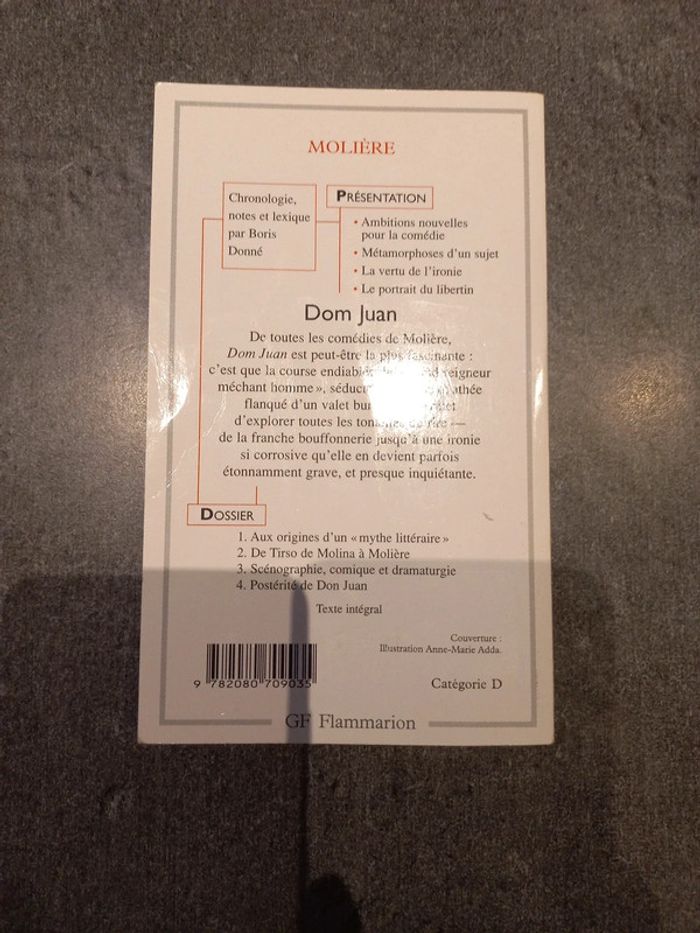 MOLIÈRE
Chronologie,
notes et lexique
par Boris
Donné
PRÉSENTATION
• Ambitions nouvelles
pour la comédie
• Métamorphoses d'un sujet
• La vertu de l'ironie
• Le portrait du libertin
Dom Juan
De toutes les comédies de Molière,
Dom Juan est peut-être la plus fascinante :
c'est que la course endiablée seigneur
méchant homme », 
flanqué d'un valet
d'explorer toutes les rire —
de la franche bouffonnerie jusqu'à une ironie
si corrosive qu'elle en devient parfois
étonnamment grave, et presque inquiétante.
DOSSIER
1. Aux origines d'un « mythe littéraire »
2. De Tirso de Molina à Molière
3. Scénographie, comique et dramaturgie
4. Postérité de Don Juan
Texte intégral
Couverture :
Illustration Anne-Marie Adda.
9 782080 709035
Catégorie D
GF Flammarion